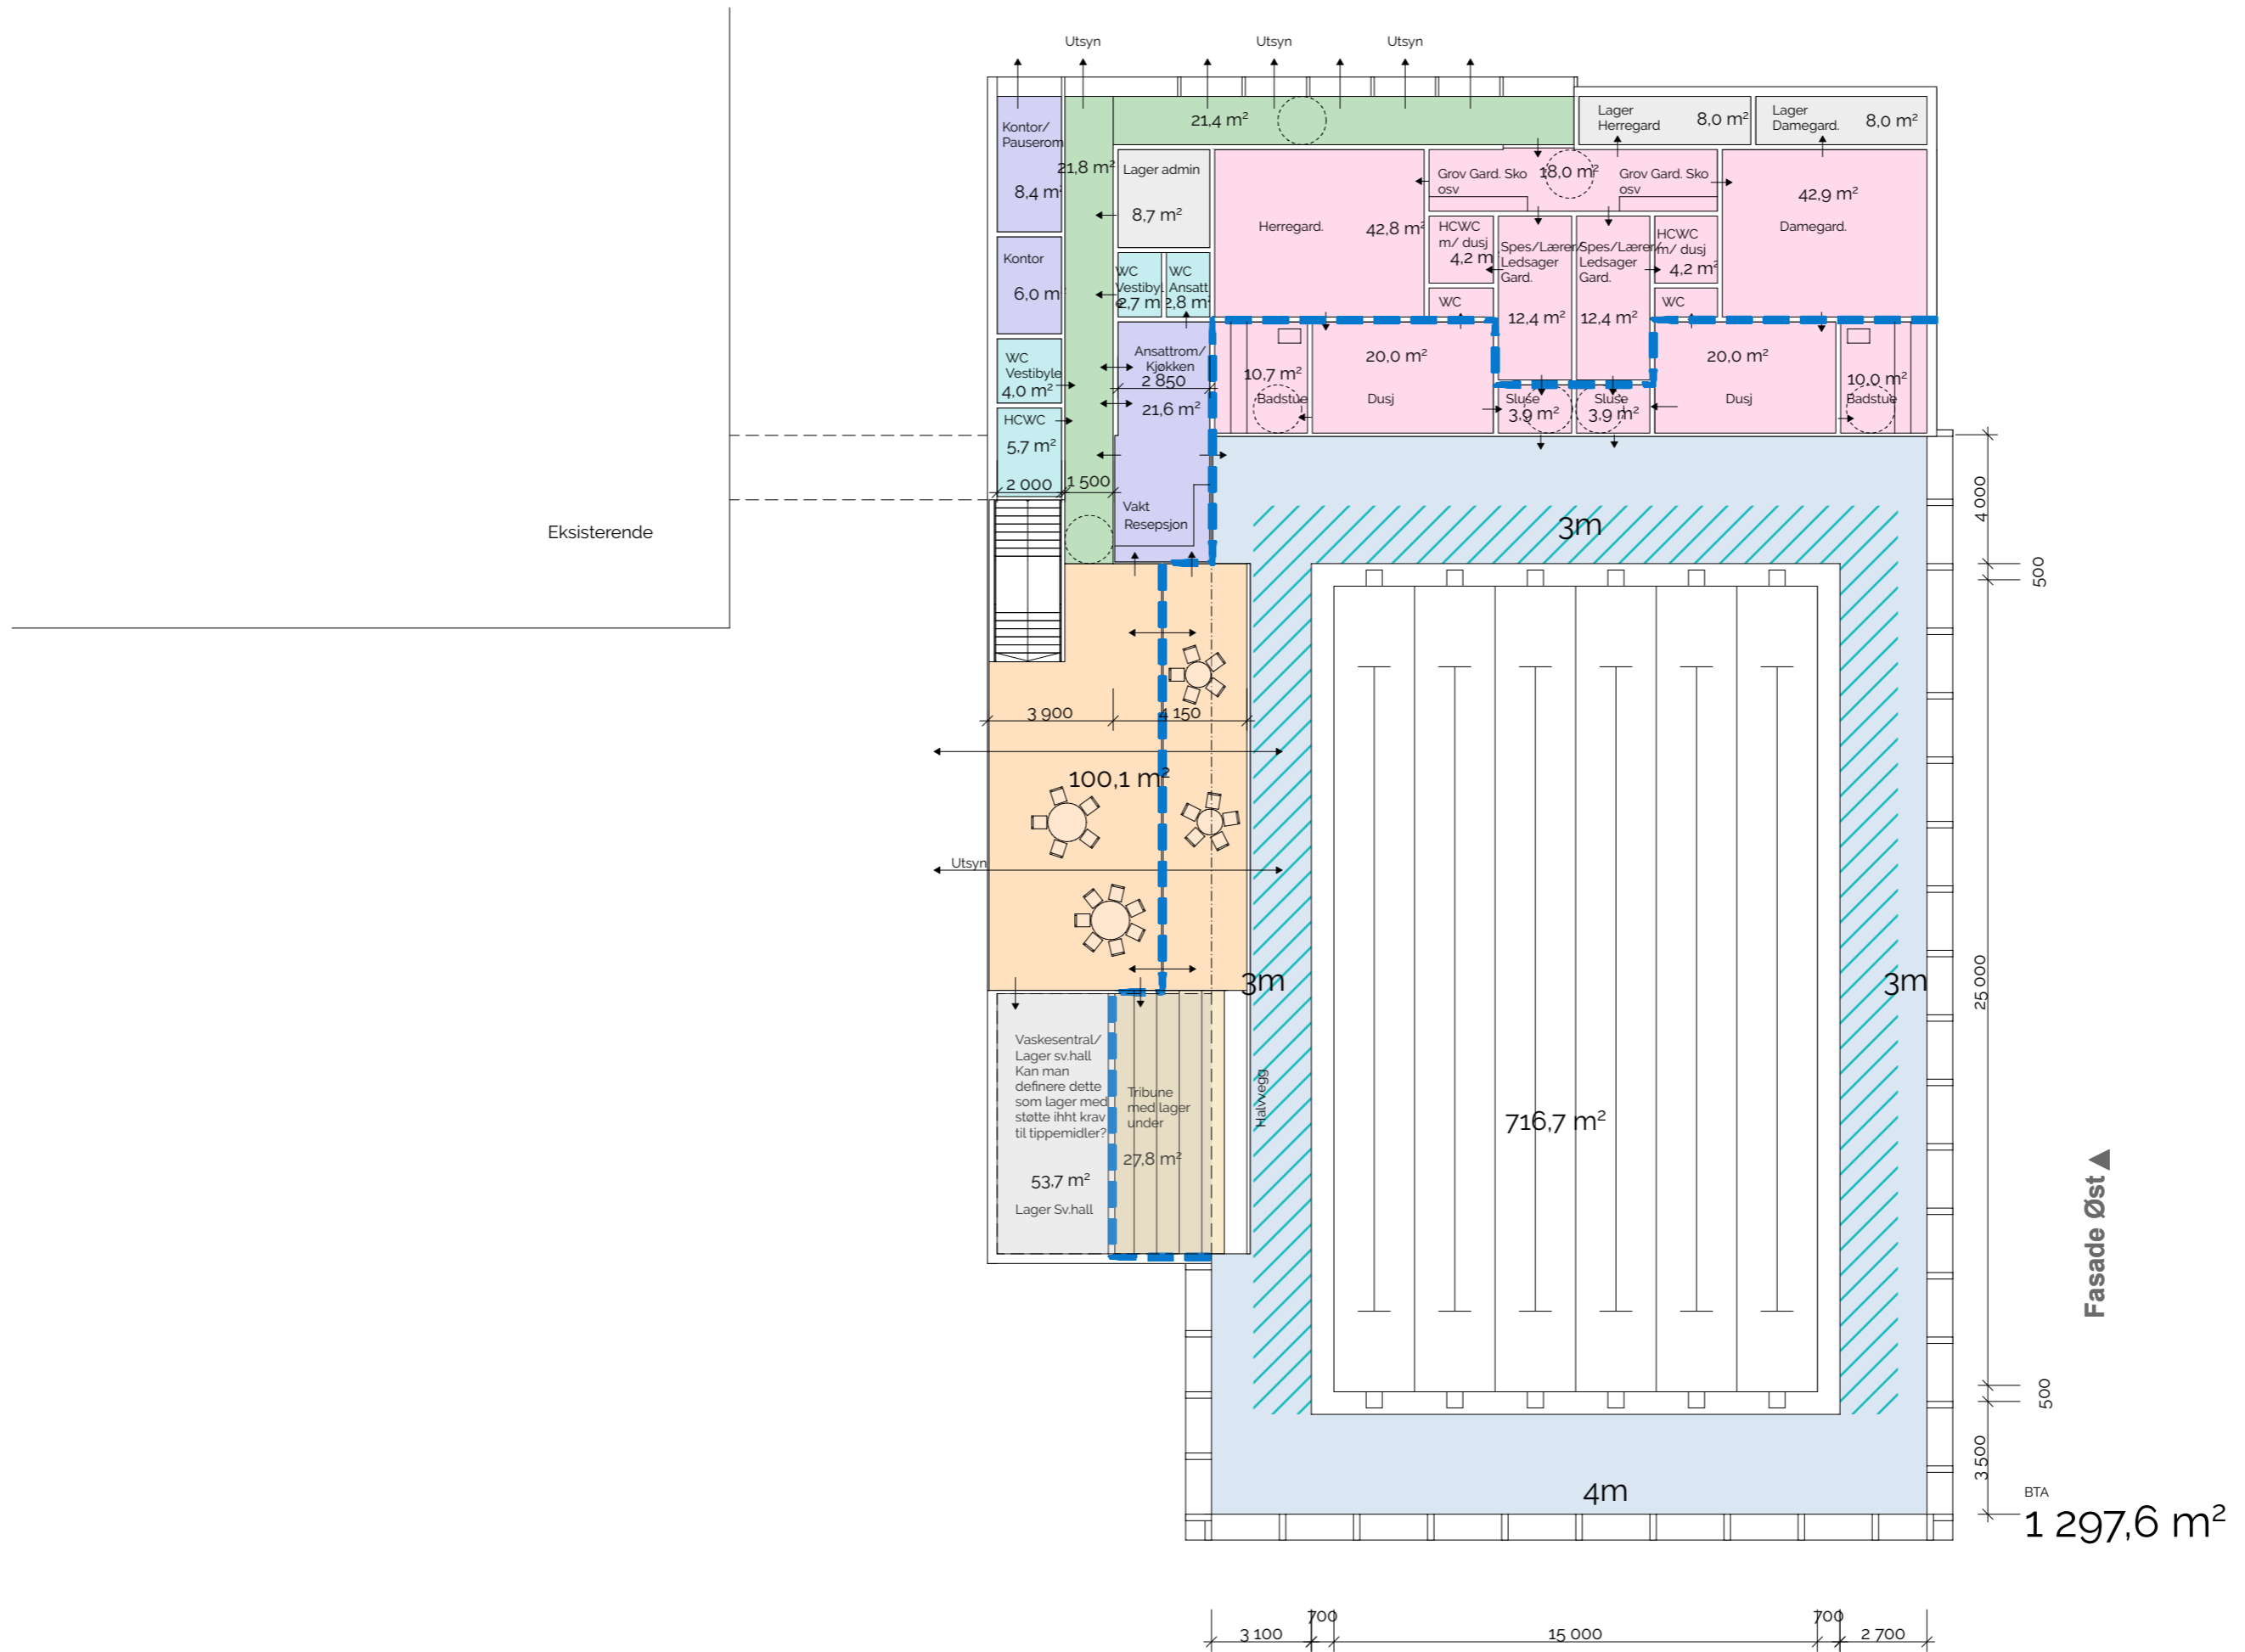 Utsyn
Utsyn
Utsyn
Kontor/
Pauserom
8,4 m²
21,8 m²
21,4 m²
Lager
Herregard
8,0 m²
Lager
Damegard.
8,0 m²
Lager admin
8,7 m²
Herregard.
42,8 m²
Grov Gard. Sko
osv
18,0 m²
Grov Gard. Sko
osv
42,9 m²
Damegard.
Kontor
6,0 m²
WC
Vestibyle
2,7 m²
WC
Ansatt
2,8 m²
HCWC
m/ dusj
4,2 m²
Spes/Lærer/
Ledsager
Gard.
12,4 m²
Spes/Lærer/
Ledsager
Gard.
12,4 m²
HCWC
m/ dusj
4,2 m²
WC
WC
WC
Vestibyle
4,0 m²
Ansattrom/
Kjøkken
2 850
21,6 m²
10,7 m²
Badstue
20,0 m²
Dusj
Sluse
3,9 m²
Sluse
3,9 m²
20,0 m²
Dusj
10,0 m²
Badstue
HCWC
5,7 m²
2 000
1 500
Vakt
Resepsjon
Eksisterende
3m
4 000
500
3 900
4 150
100,1 m²
Utsyn
3m
3m
25 000
Vaskesentral/
Lager sv.hall
Kan man
definere dette
som lager med
støtte ihht krav
til tippemidler?
53,7 m²
Lager Sv.hall
Tribune
med lager
under
27,8 m²
Halvvegg
716,7 m²
Fasade Øst
500
3 500
4m
BTA
1 297,6 m²
3 100
700
15 000
700
2 700